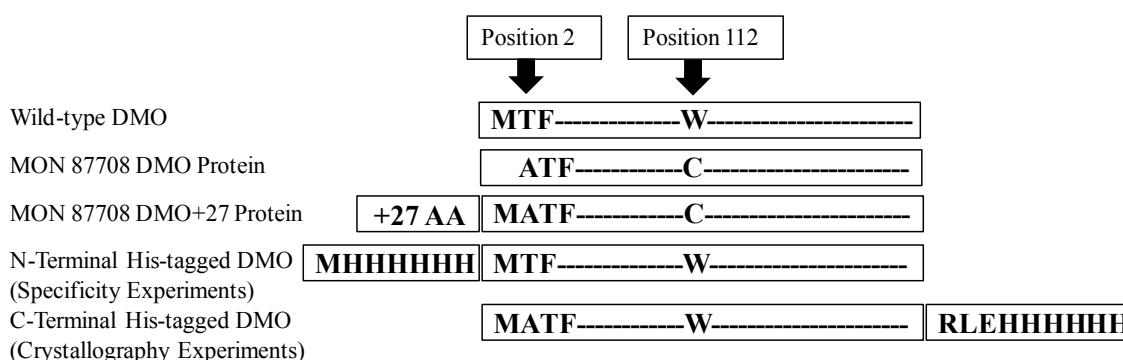 Position 2 Position 112
Wild-type DMO MTF-------------W---------------------
MON 87708 DMO Protein ATF-------------C---------------------
MON 87708 DMO+27 Protein +27 AA MATF-------------C---------------------
N-Terminal His-tagged DMO MHHHHHH MTF-------------W---------------------
(Specificity Experiments)
C-Terminal His-tagged DMO MATF-------------W---------------------  RLEHHHHHH
(Crystallography Experiments)